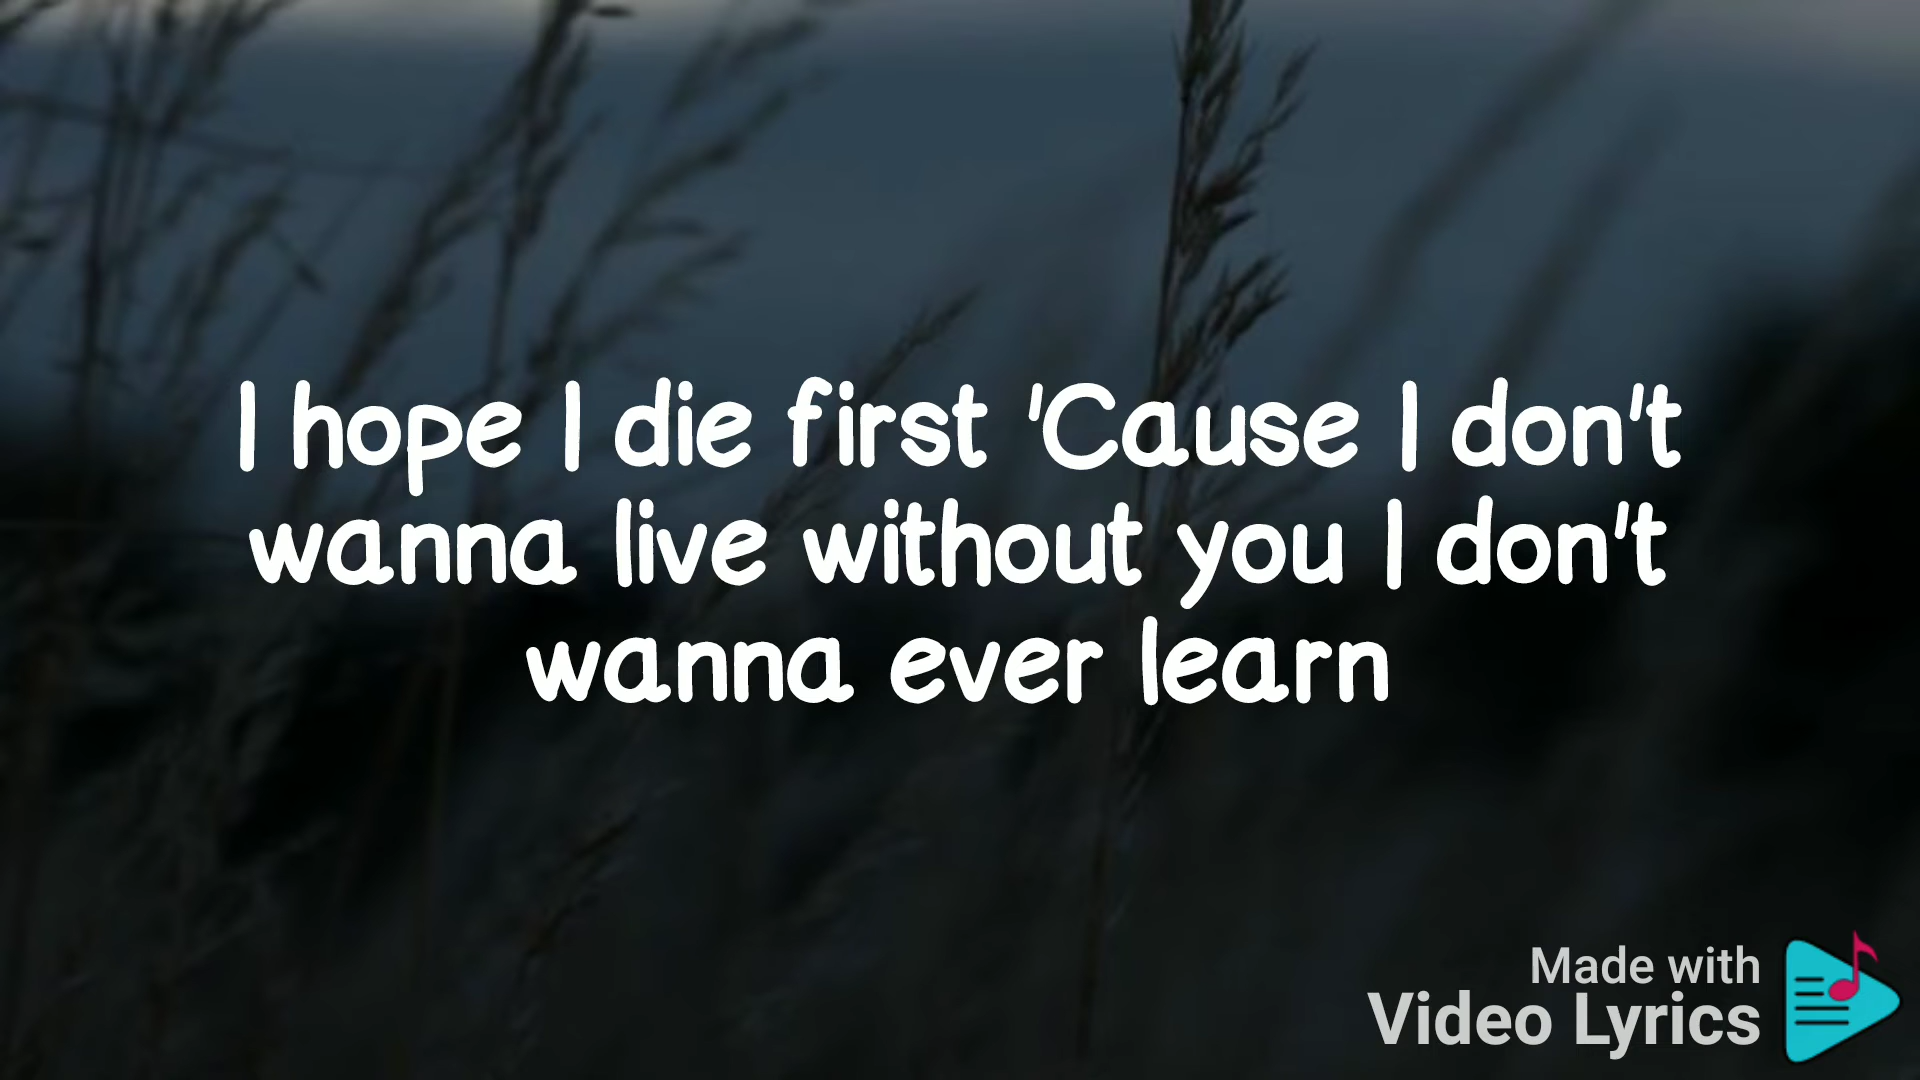 I hope I die first 'Cause I don't
wanna live without you I don't
wanna ever learn
Made with
Video Lyrics